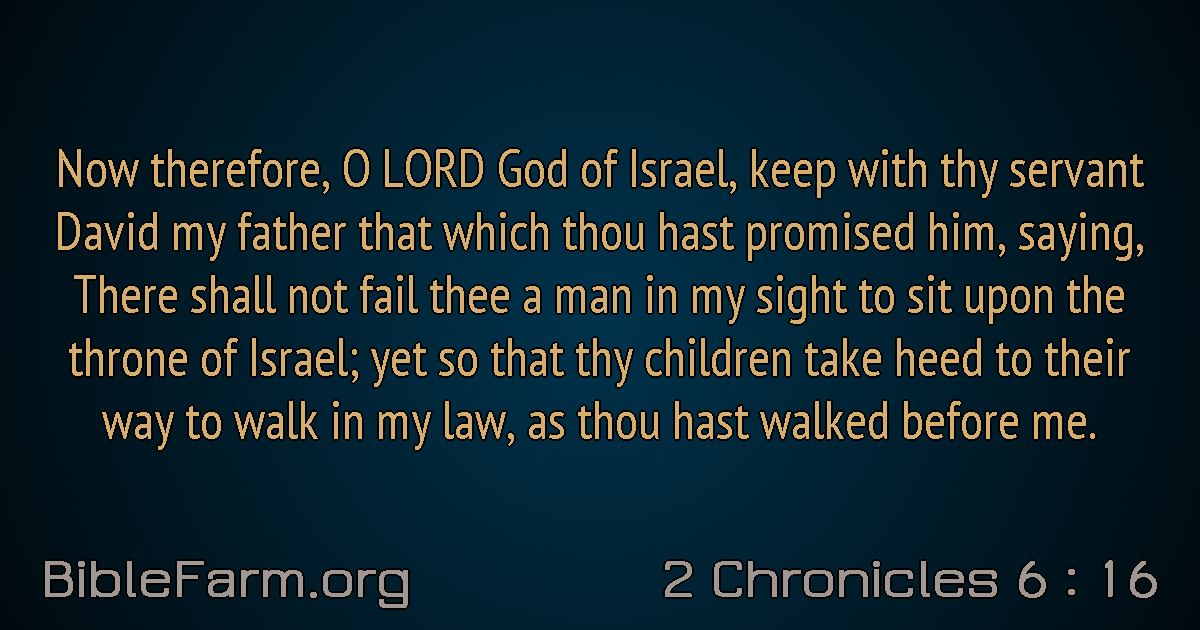 Now therefore, O LORD God of Israel, keep with thy servant
David my father that which thou hast promised him, saying,
There shall not fail thee a man in my sight to sit upon the
throne of Israel; yet so that thy children take heed to their
way to walk in my law, as thou hast walked before me.
BibleFarm.org
2 Chronicles 6 : 16